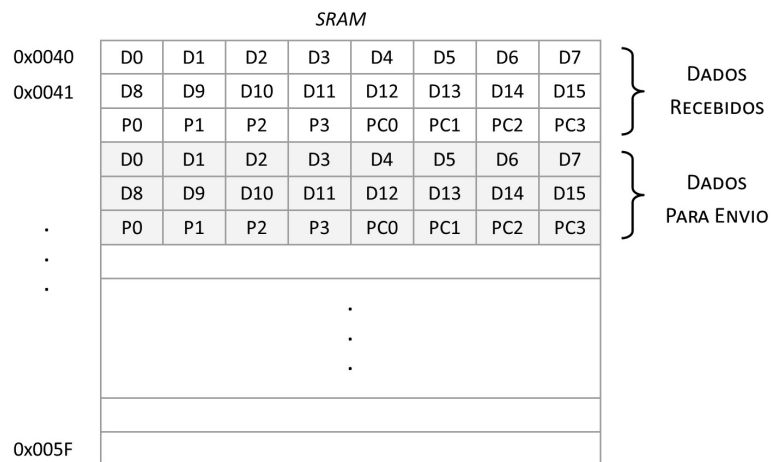 SRAM
0x0040 D0 D1 D2 D3 D4 D5 D6 D7
0x0041 D8 D9 D10 D11 D12 D13 D14 D15
P0 P1 P2 P3 PC0 PC1 PC2 PC3
DADOS
RECEBIDOS
D0 D1 D2 D3 D4 D5 D6 D7
D8 D9 D10 D11 D12 D13 D14 D15
P0 P1 P2 P3 PC0 PC1 PC2 PC3
DADOS
PARA ENVIO
.
.
.
.
.
.
0x005F